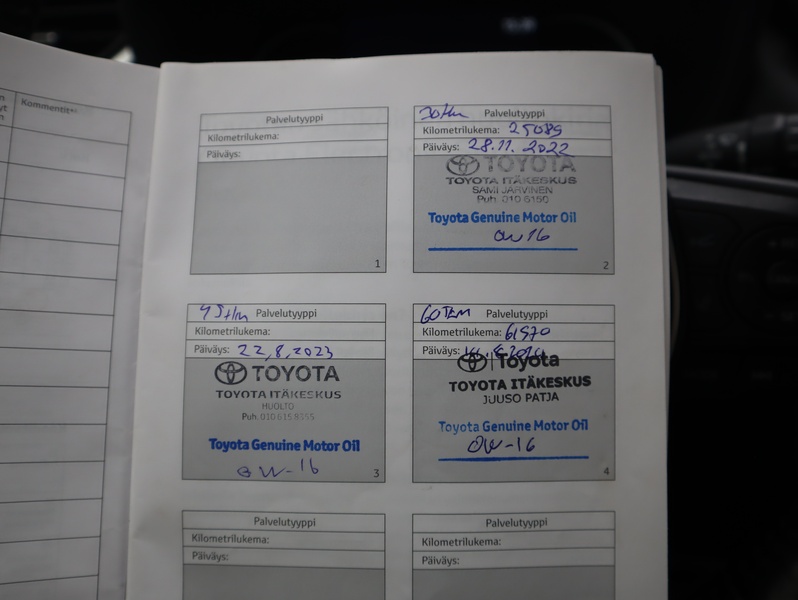 Kommentit
Palvelutyyppi
Kilometrilukema:
Päiväys:
1
30tkm Palvelutyyppi
Kilometrilukema: 25089
Päiväys: 28.11.2022
TOYOTA
TOYOTA ITÄKESKUS
SAMI JÄRVINEN
Puh. 010 6150
Toyota Genuine Motor Oil
0W16
2
45tkm Palvelutyyppi
Kilometrilukema:
Päiväys: 22,8,2023
TOYOTA
TOYOTA ITÄKESKUS
HUOLTO
Puh. 010 615 8355
Toyota Genuine Motor Oil
0W-16
3
60TKM Palvelutyyppi
Kilometrilukema: 61570
Päiväys:
Toyota
TOYOTA ITÄKESKUS
JUUSO PATJA
Toyota Genuine Motor Oil
0W-16
4
Palvelutyyppi
Kilometrilukema:
Päiväys:
Palvelutyyppi
Kilometrilukema:
Päiväys: